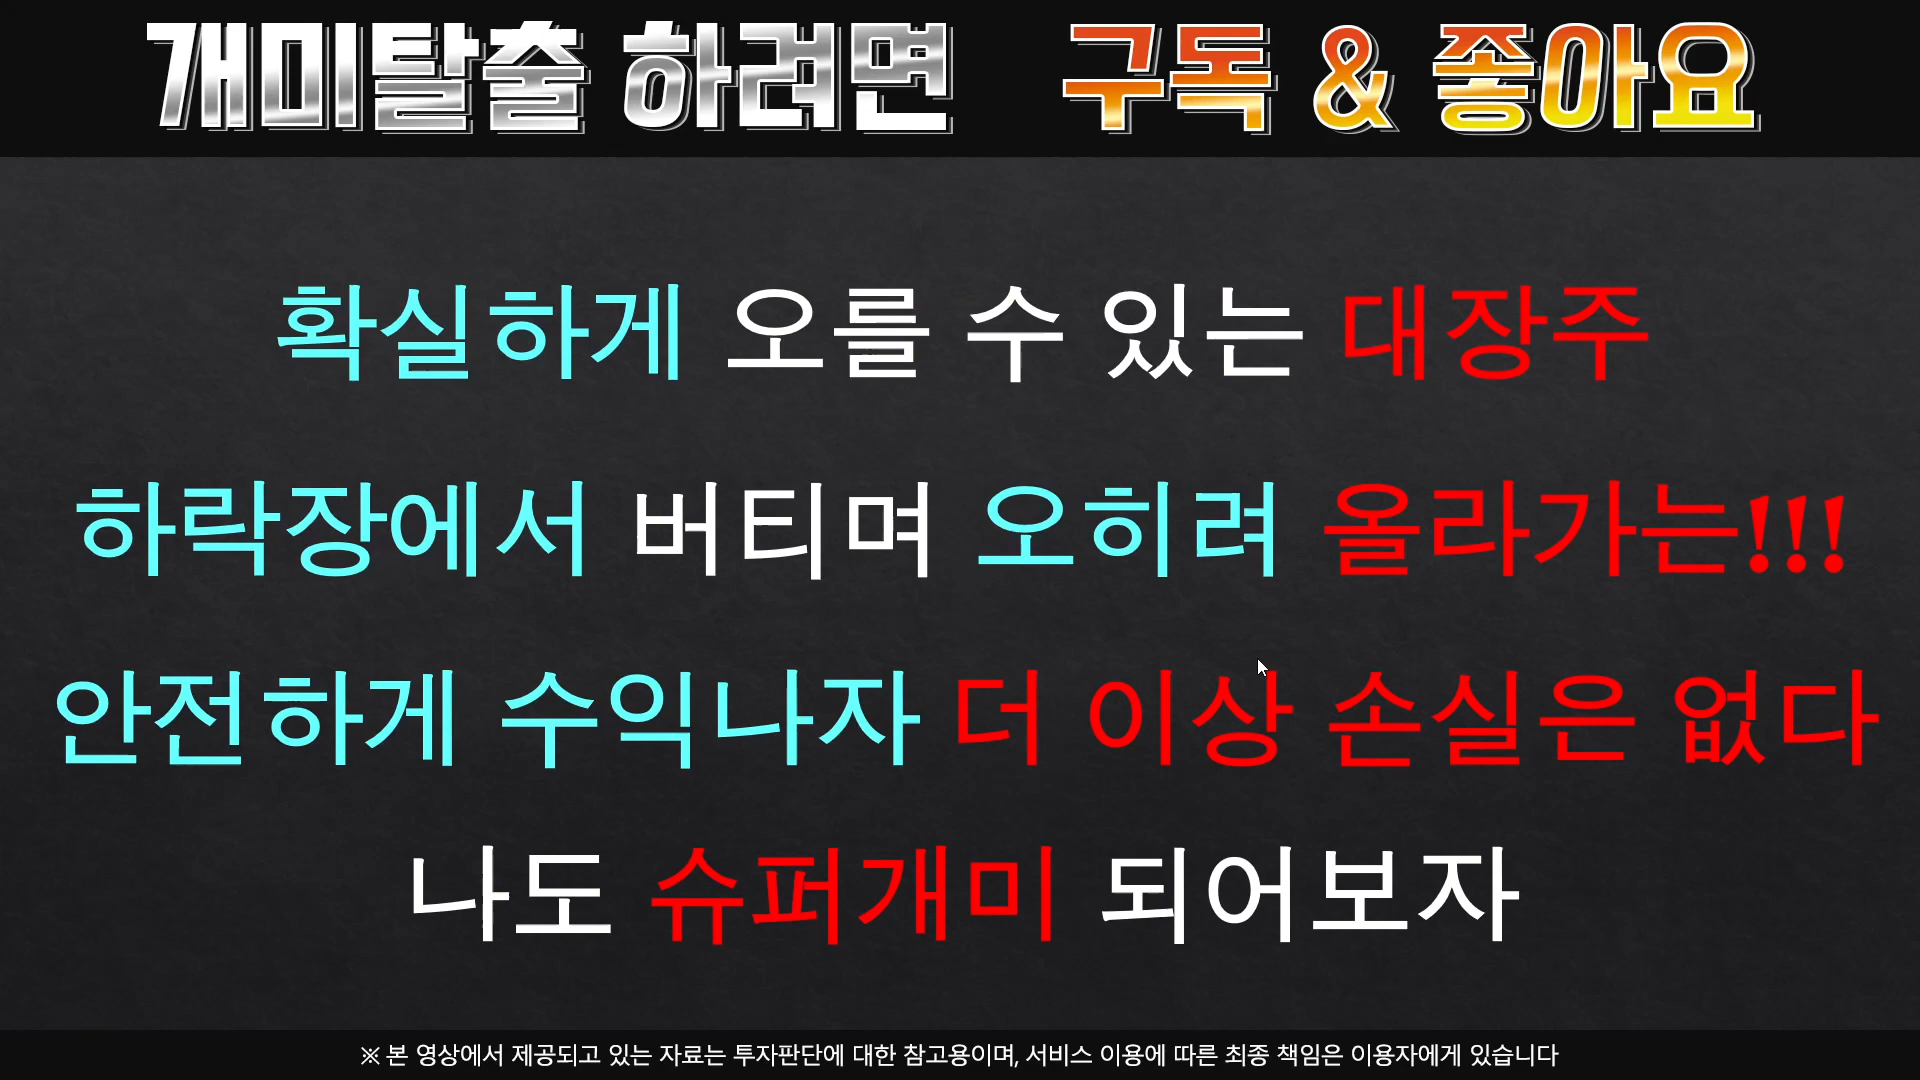 개미탈출 하려면 구독 & 좋아요
확실하게 오를 수 있는 대장주
하락장에서 버티며 오히려 올라가는!!!
안전하게 수익나자 더 이상 손실은 없다
나도 슈퍼개미 되어보자
※ 본 영상에서 제공되고 있는 자료는 투자판단에 대한 참고용이며, 서비스 이용에 따른 최종 책임은 이용자에게 있습니다